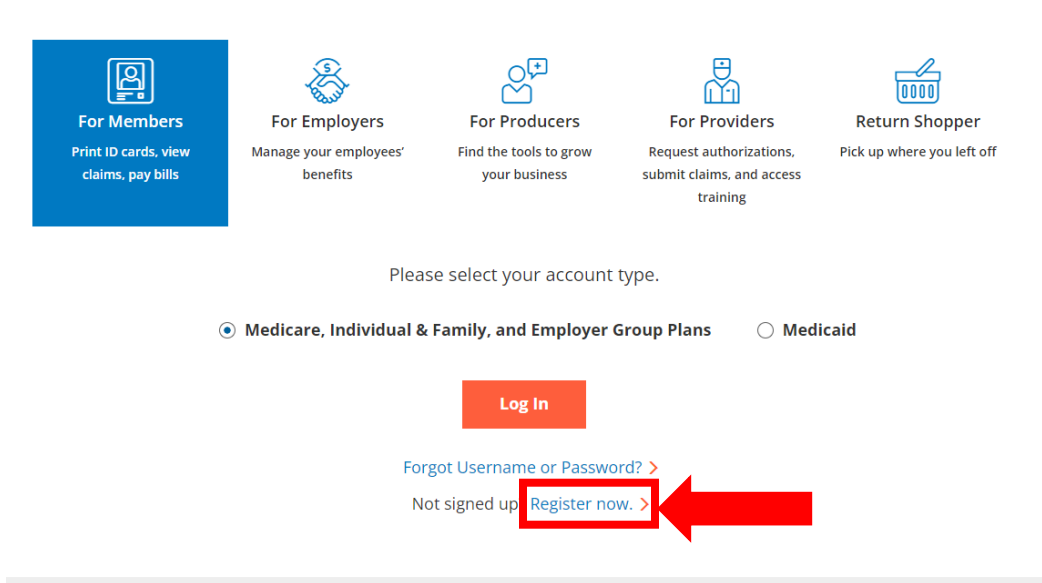 For Members
Print ID cards, view
claims, pay bills
For Employers
Manage your employees'
benefits
For Producers
Find the tools to grow
your business
For Providers
Request authorizations,
submit claims, and access
training
Return Shopper
Pick up where you left off
Please select your account type.
Medicare, Individual & Family, and Employer Group Plans
Medicaid
Log In
Forgot Username or Password? >
Not signed up Register now. >